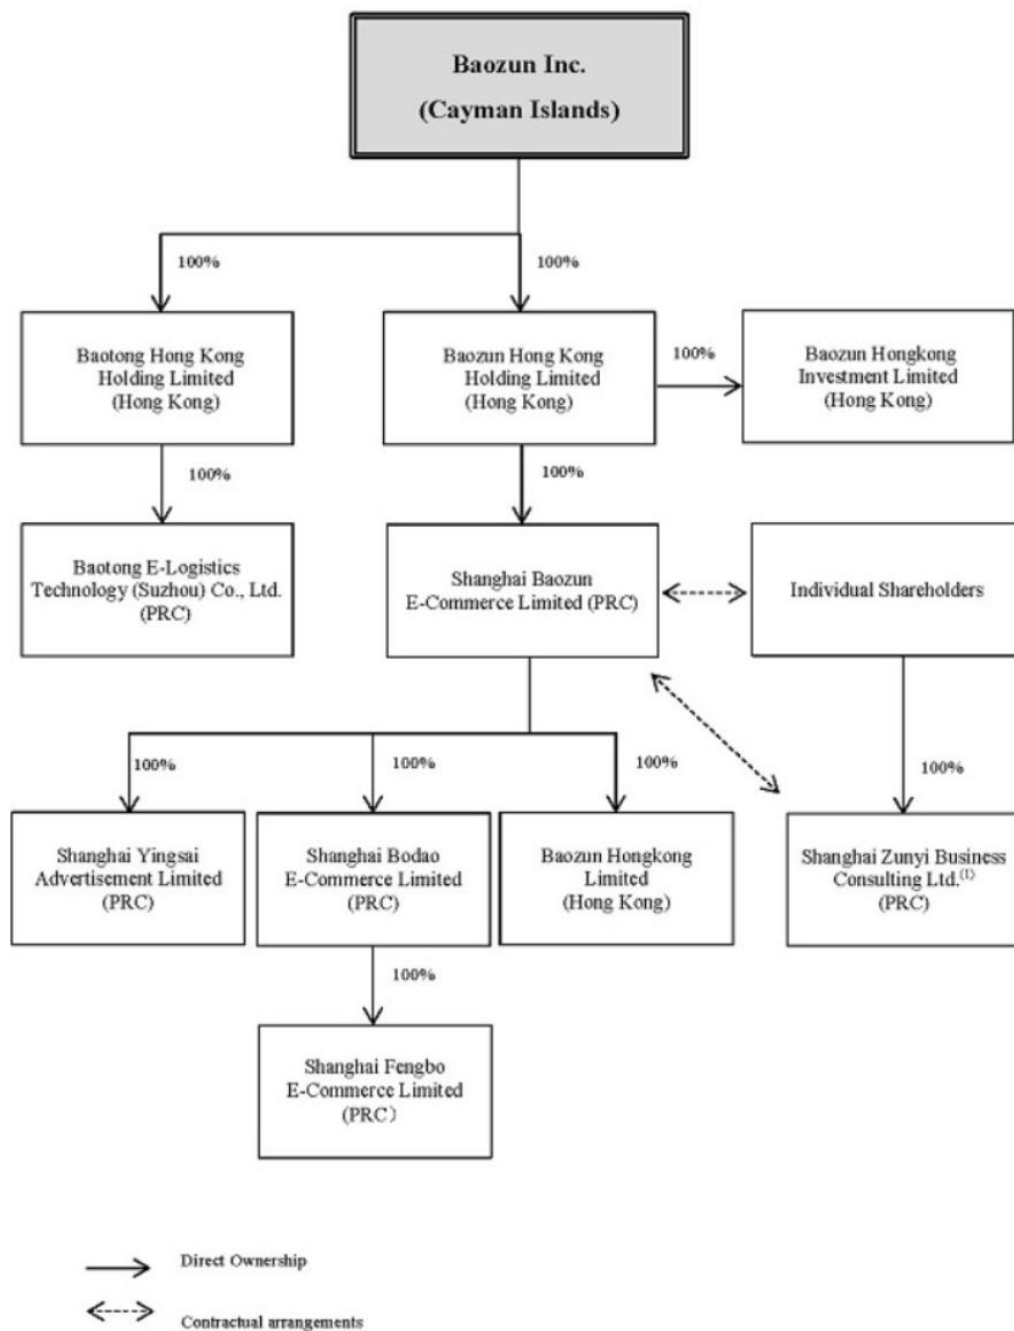 Baozun Inc.
(Cayman Islands)
100%
100%
Baotong Hong Kong
Holding Limited
(Hong Kong)
Baozun Hong Kong
Holding Limited
(Hong Kong)
100%
Baozun Hongkong
Investment Limited
(Hong Kong)
100%
100%
Baotong E-Logistics
Technology (Suzhou) Co., Ltd.
(PRC)
Shanghai Baozun
E-Commerce Limited (PRC)
Individual Shareholders
100%
100%
100%
100%
Shanghai Yingsai
Advertisement Limited
(PRC)
Shanghai Bodao
E-Commerce Limited
(PRC)
Baozun Hongkong
Limited
(Hong Kong)
Shanghai Zunyi Business
Consulting Ltd.(1)
(PRC)
100%
Shanghai Fengbo
E-Commerce Limited
(PRC）
Direct Ownership
Contractual arrangements